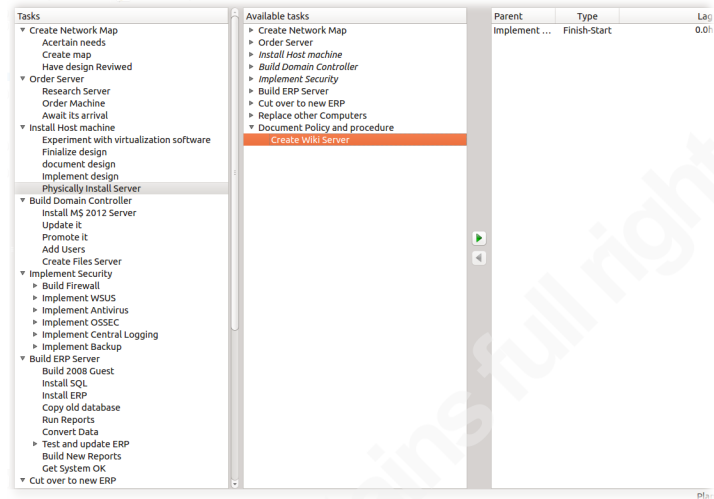 Tasks
Create Network Map
Acertain needs
Create map
Have design Reviwed
Order Server
Research Server
Order Machine
Await its arrival
Install Host machine
Experiment with virtualization software
Finialize design
document design
Implement design
Physically Install Server
Build Domain Controller
Install M$ 2012 Server
Update it
Promote it
Add Users
Create Files Server
Implement Security
Build Firewall
Implement WSUS
Implement Antivirus
Implement OSSEC
Implement Central Logging
Implement Backup
Build ERP Server
Build 2008 Guest
Install SQL
Install ERP
Copy old database
Run Reports
Convert Data
Test and update ERP
Build New Reports
Get System OK
Cut over to new ERP
Available tasks
Create Network Map
Order Server
Install Host machine
Build Domain Controller
Implement Security
Build ERP Server
Cut over to new ERP
Replace other Computers
Document Policy and procedure
Create Wiki Server
Parent Type Lag
Implement ... Finish-Start 0.0h